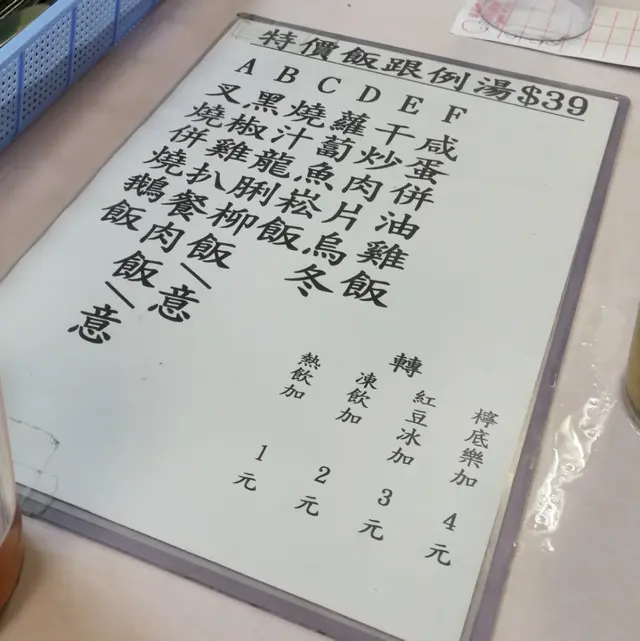 特價飯跟例湯$39
A 叉燒併燒鵝飯
B 黑椒雞扒餐肉飯/意
C 燒汁龍脷柳飯/意
D 蘿蔔魚崧飯
E 干炒肉片烏冬
F 咸蛋併油雞飯
轉
熱飲加 1元
凍飲加 2元
紅豆冰加 3元
檸底樂加 4元